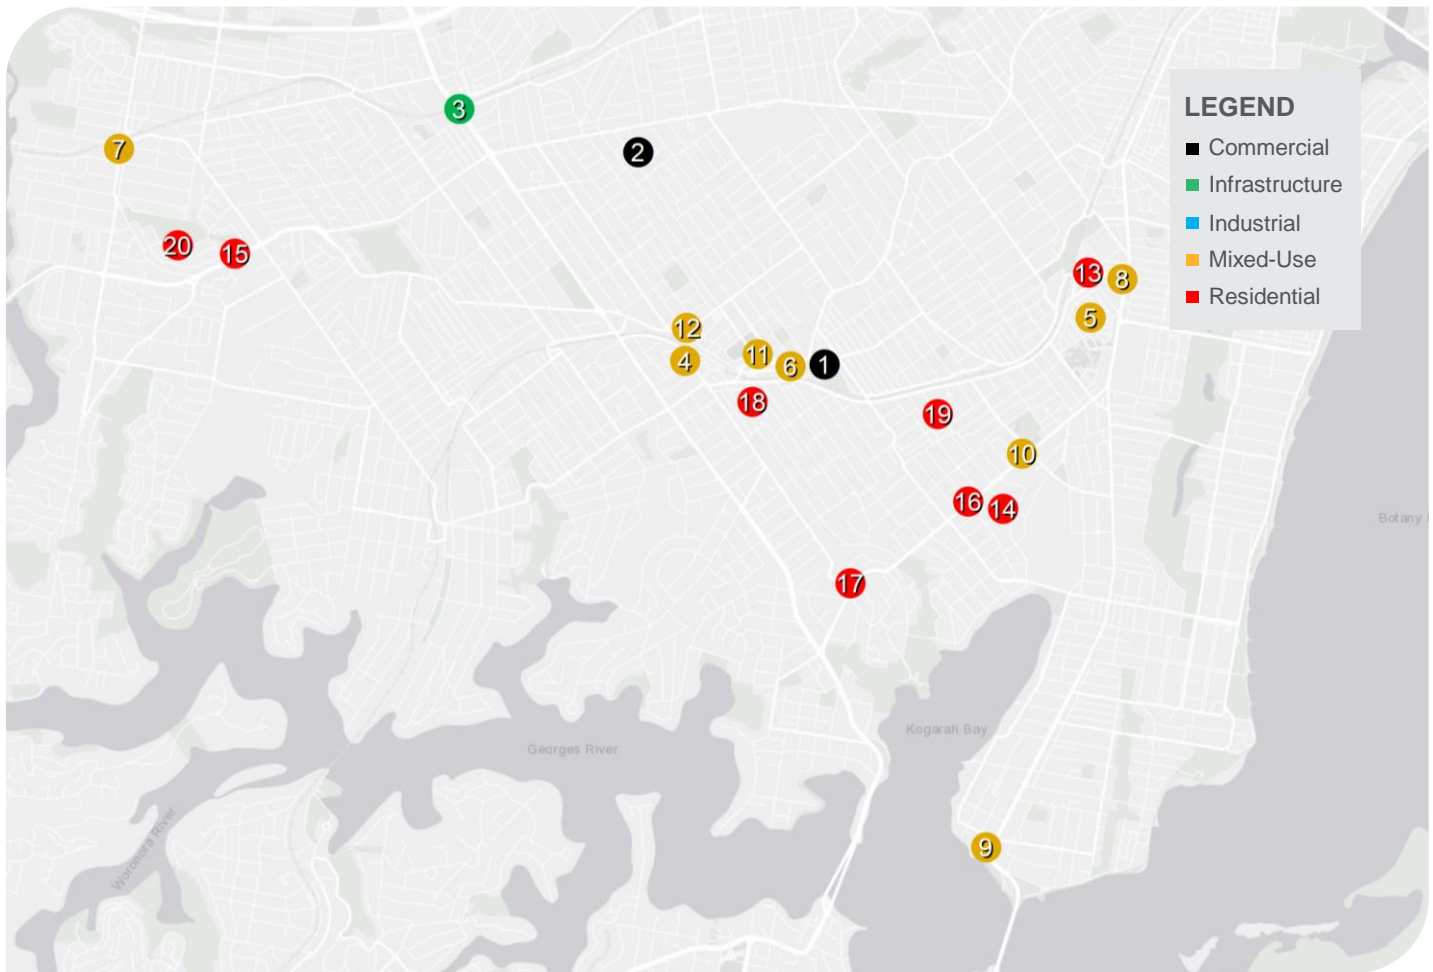 LEGEND
Commercial
Infrastructure
Industrial
Mixed-Use
Residential
3
7
2
20
15
13
8
5
12
11
4
6
1
18
19
10
16
14
17
Botany
Kogarah Bay
Georges River
Woronora River
9